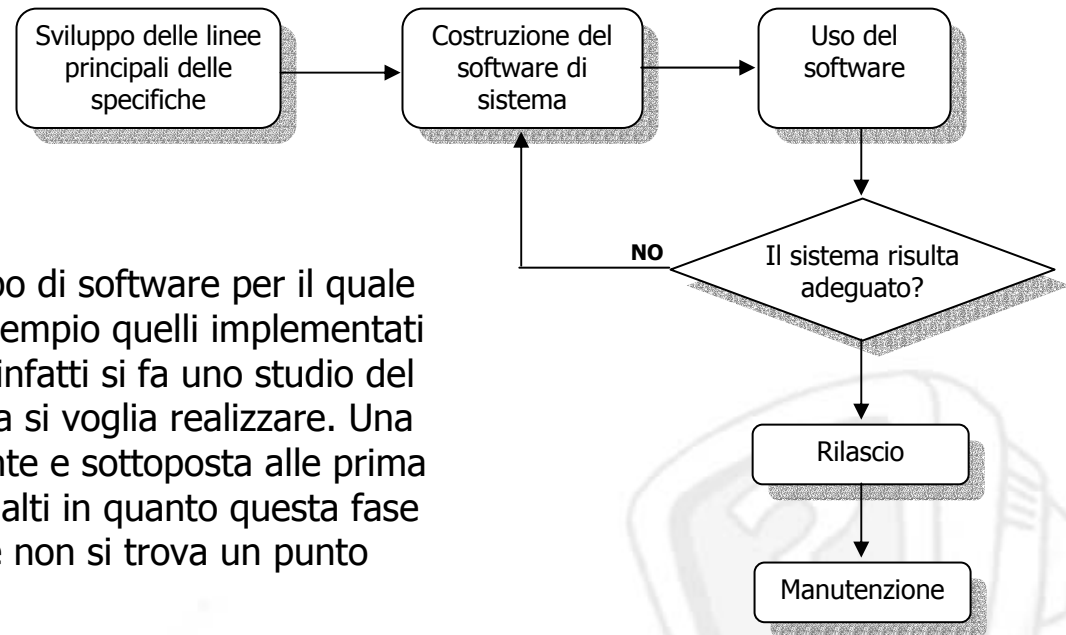 Sviluppo delle linee
principali delle
specifiche
Costruzione del
software di
sistema
Uso del
software
NO
Il sistema risulta
adeguato?
po di software per il quale
empio quelli implementati
infatti si fa uno studio del
a si voglia realizzare. Una
nte e sottoposta alle prima
alti in quanto questa fase
e non si trova un punto
Rilascio
Manutenzione